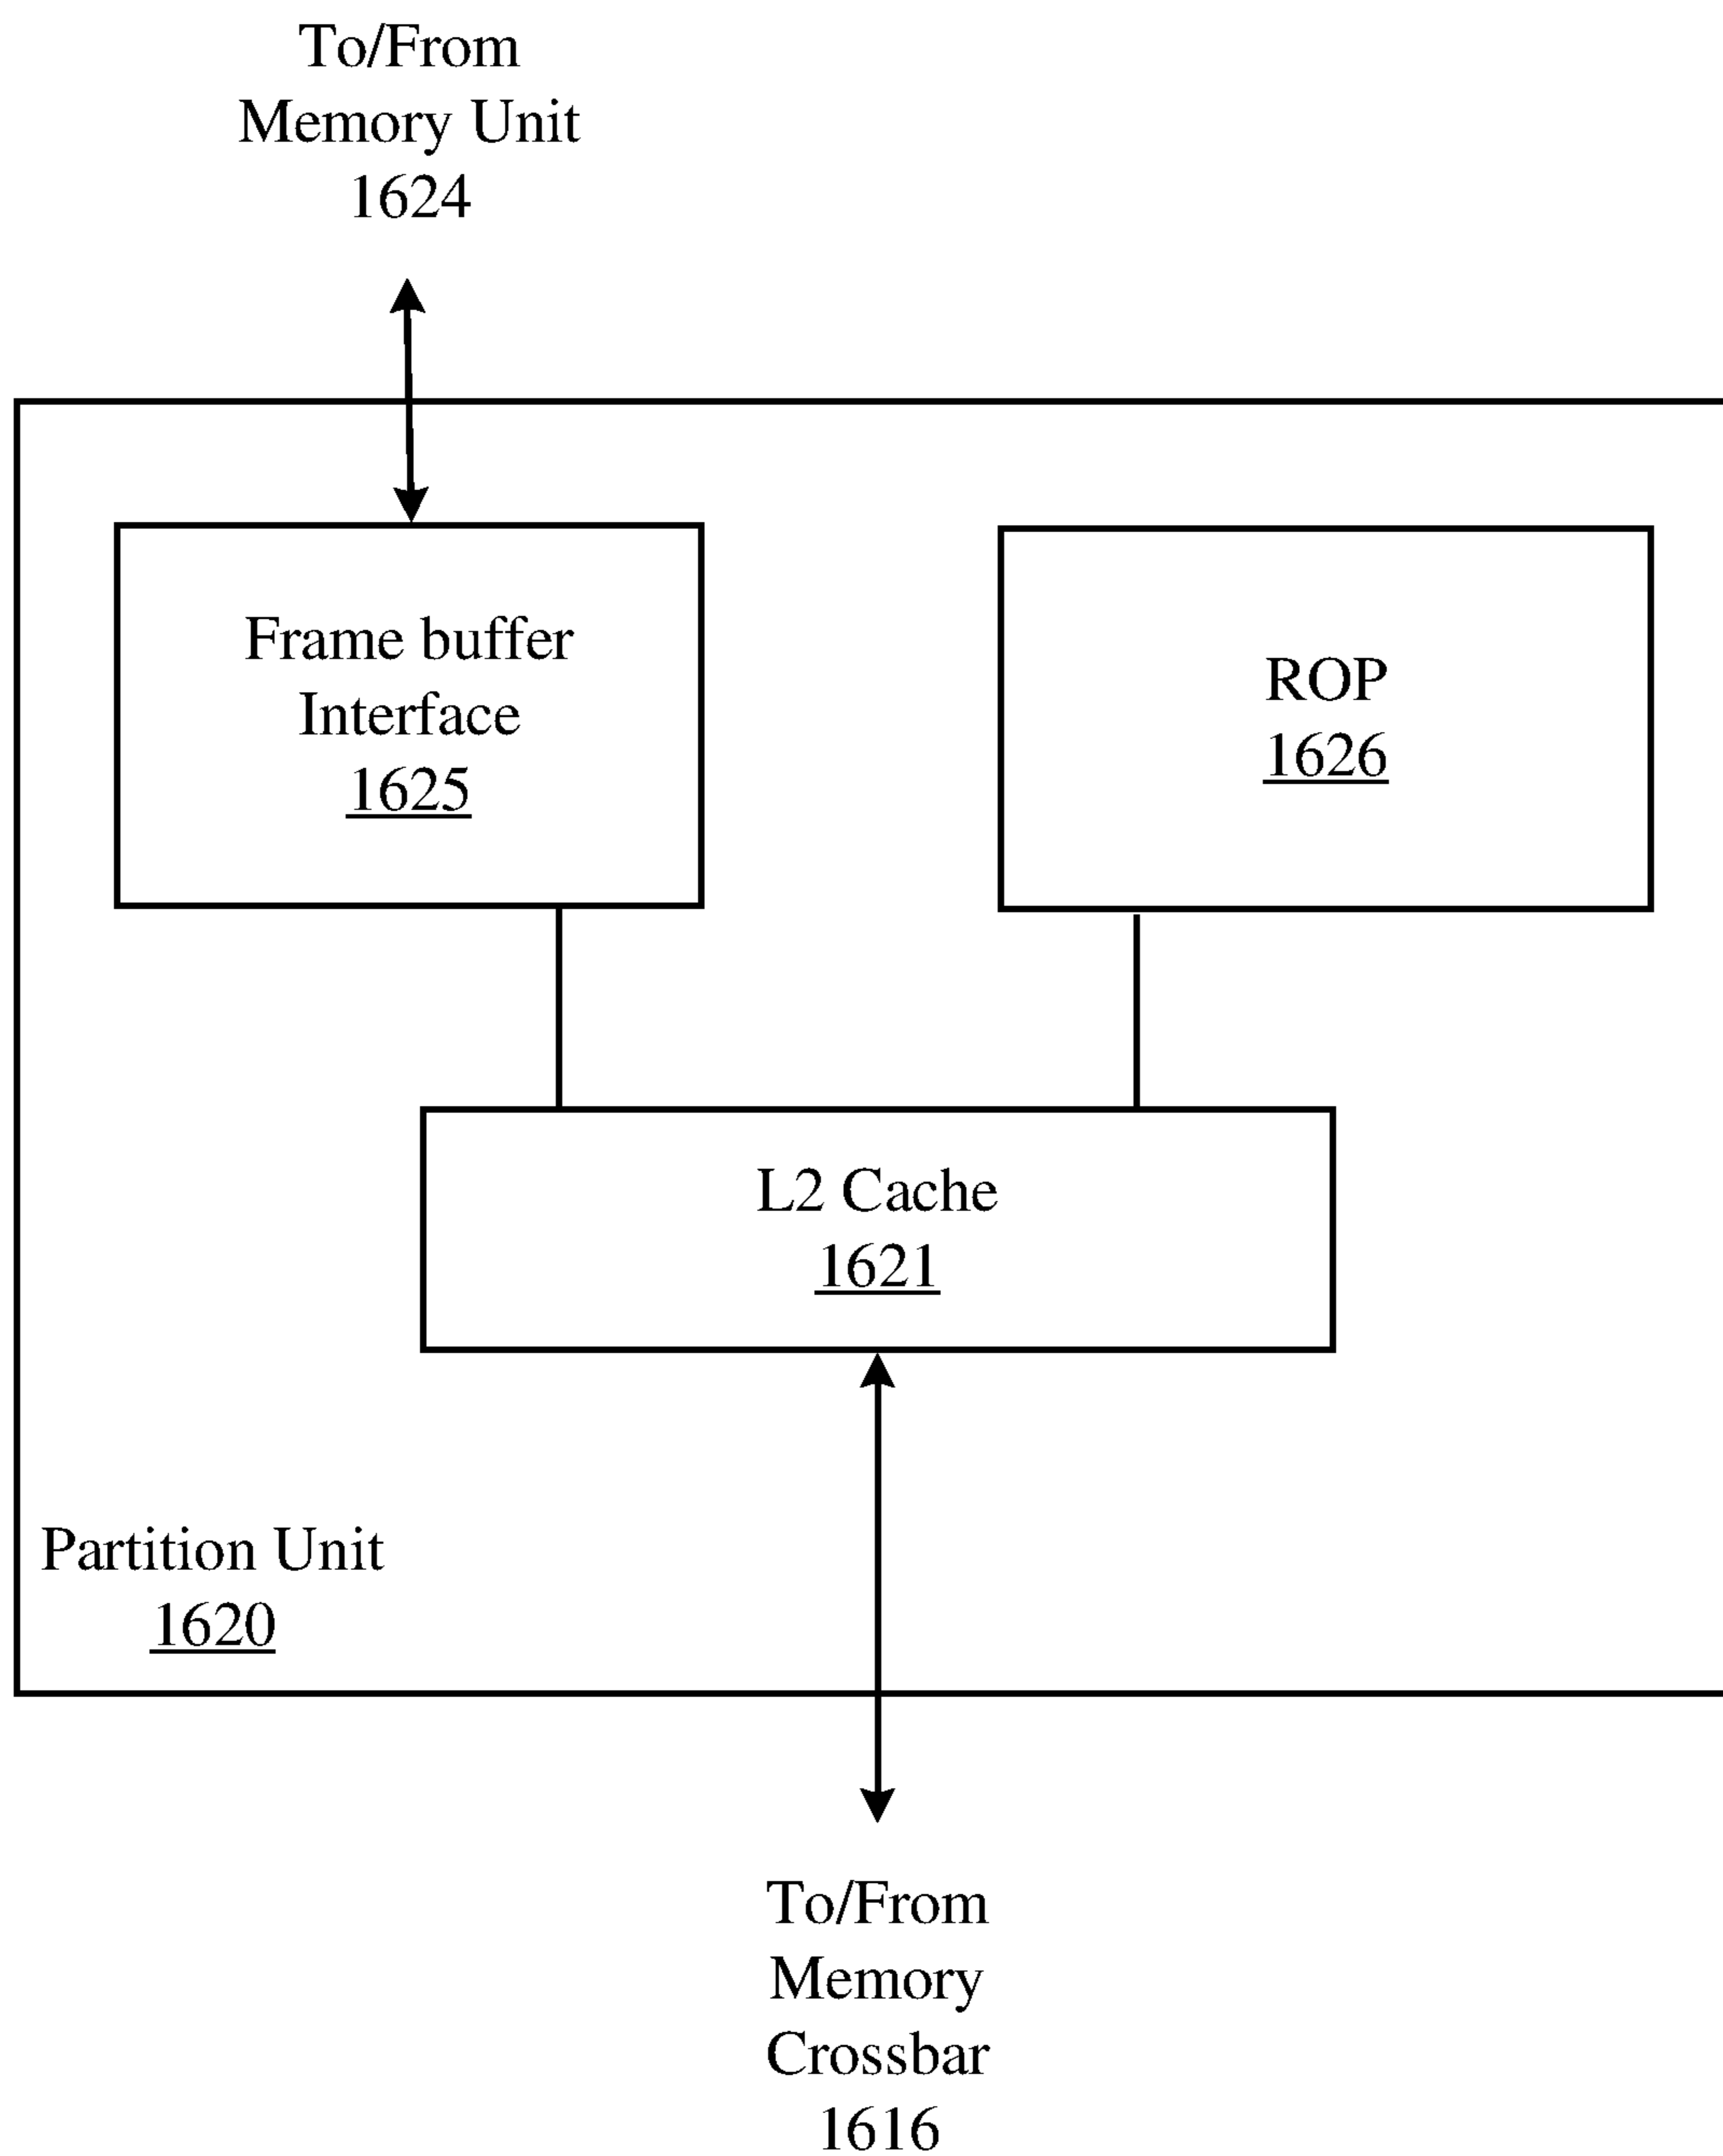 To/From
Memory Unit
1624
Frame buffer
Interface
1625
ROP
1626
L2 Cache
1621
Partition Unit
1620
To/From
Memory
Crossbar
1616